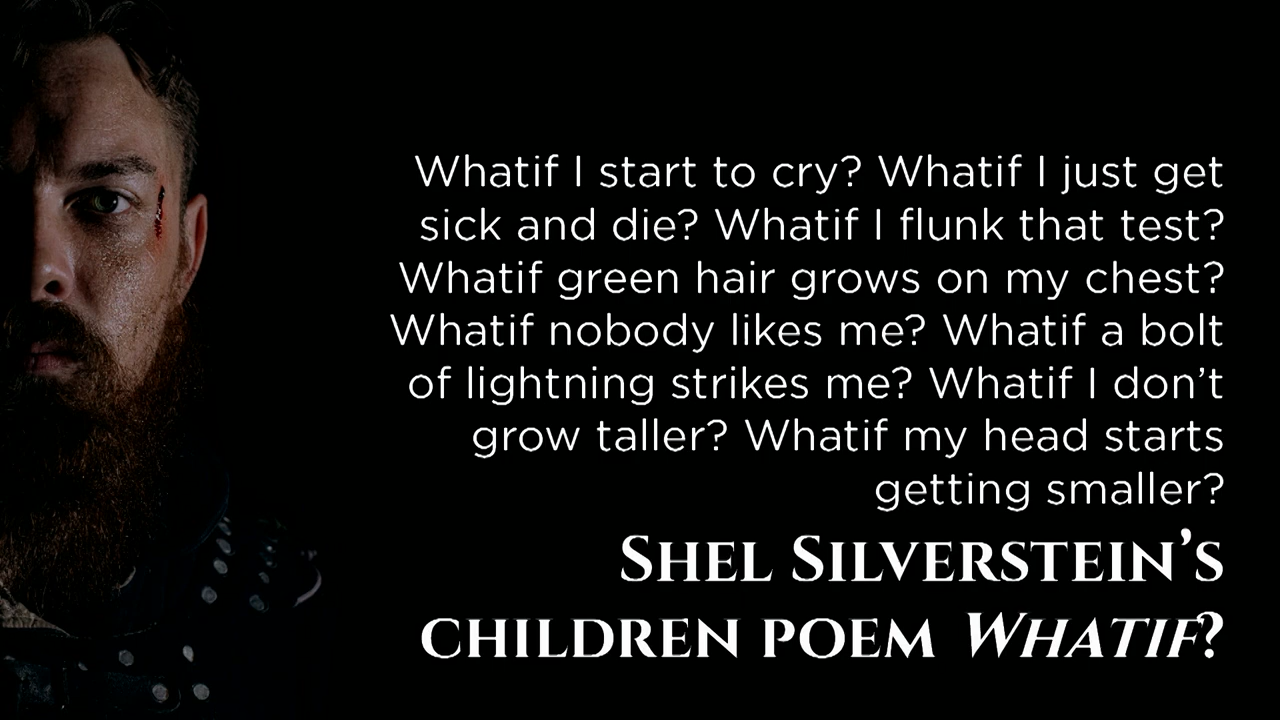 Whatif I start to cry? Whatif I just get
sick and die? Whatif I flunk that test?
Whatif green hair grows on my chest?
Whatif nobody likes me? Whatif a bolt
of lightning strikes me? Whatif I don’t
grow taller? Whatif my head starts
getting smaller?
Shel Silverstein’s
children poem Whatif?